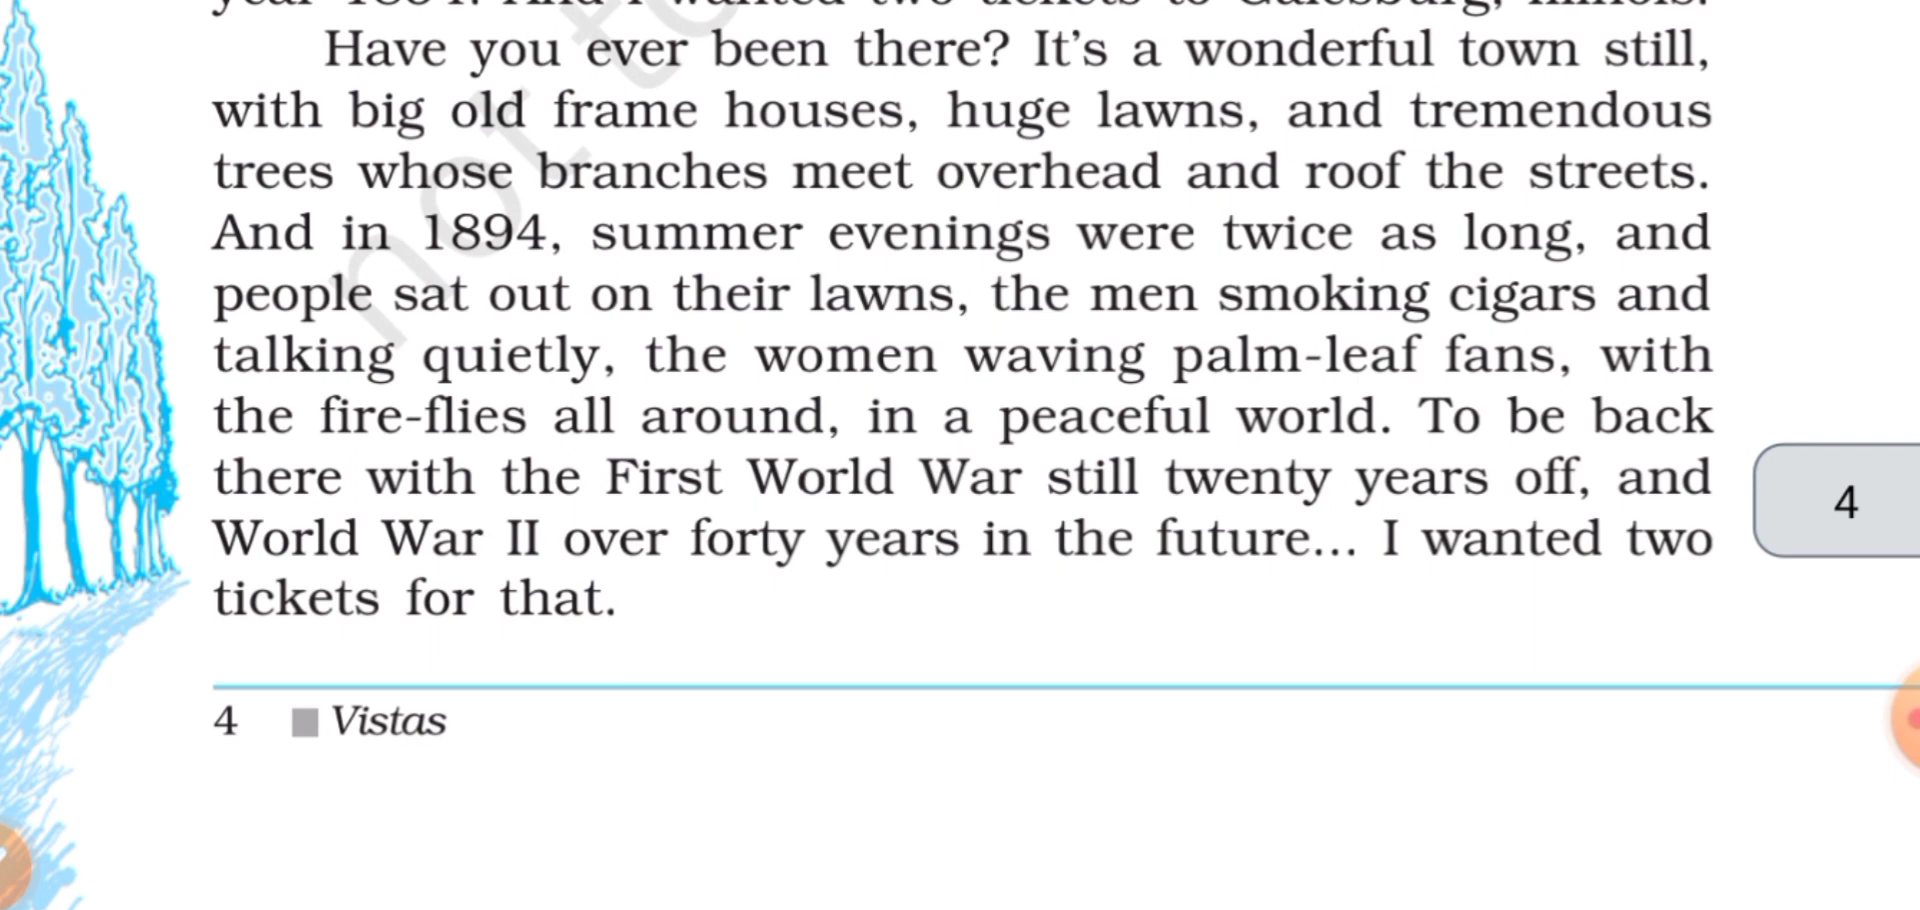 Have you ever been there? It's a wonderful town still,
with big old frame houses, huge lawns, and tremendous
trees whose branches meet overhead and roof the streets.
And in 1894, summer evenings were twice as long, and
people sat out on their lawns, the men smoking cigars and
talking quietly, the women waving palm-leaf fans, with
the fire-flies all around, in a peaceful world. To be back
there with the First World War still twenty years off, and
World War II over forty years in the future... I wanted two
tickets for that.
4
4 Vistas
not to